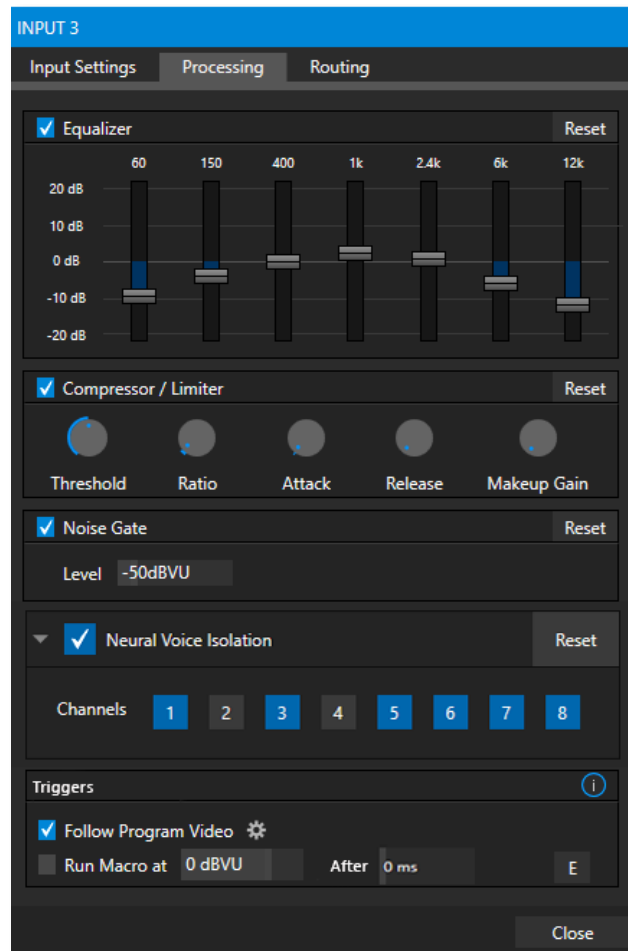 INPUT 3
Input Settings Processing Routing
Equalizer Reset
60 150 400 1k 2.4k 6k 12k
20 dB
10 dB
0 dB
-10 dB
-20 dB
Compressor / Limiter Reset
Threshold Ratio Attack Release Makeup Gain
Noise Gate Reset
Level -50dBVU
Neural Voice Isolation Reset
Channels 1 2 3 4 5 6 7 8
Triggers i
Follow Program Video
Run Macro at 0 dBVU After 0 ms E
Close